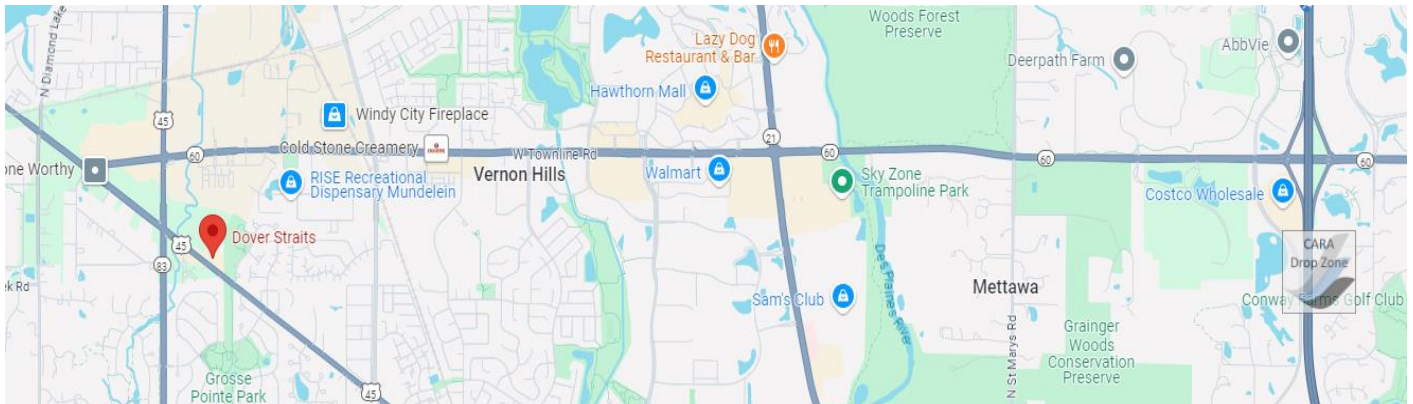 Woods Forest
Preserve
N Diamond Lake
Lazy Dog
Restaurant & Bar
AbbVie
Deerpath Farm
Hawthorn Mall
45
Windy City Fireplace
21
Cold Stone Creamery
W Townline Rd
60
60
60
60
one Worthy
RISE Recreational
Dispensary Mundelein
Vernon Hills
Walmart
Sky Zone
Trampoline Park
Costco Wholesale
45
Dover Straits
83
CARA
Drop Zone
Des Plaines River
ek Rd
Mettawa
Sam's Club
Conway Farms Golf Club
N St Marys Rd
Grainger
Woods
Conservation
Preserve
Grosse
Pointe Park
45